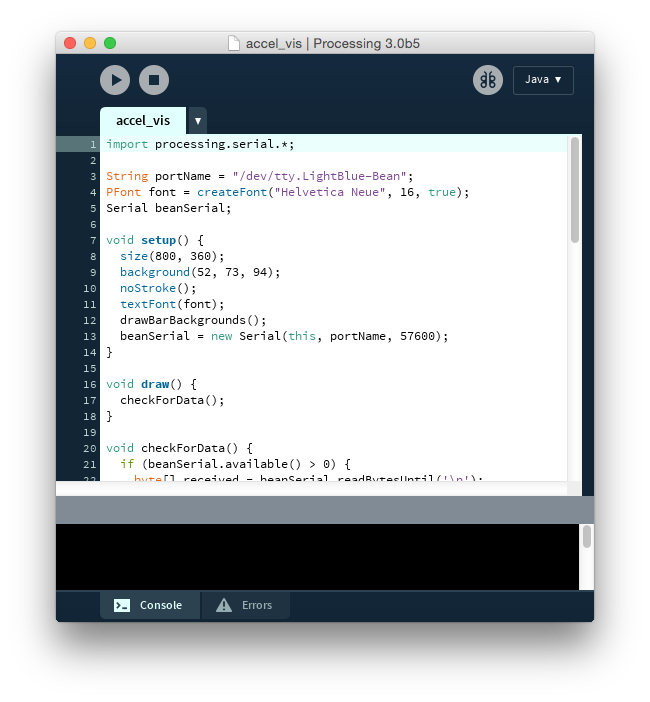 accel_vis | Processing 3.0b5
Java ▼
accel_vis ▼
1 import processing.serial.*;
2
3 String portName = "/dev/tty.LightBlue-Bean";
4 PFont font = createFont("Helvetica Neue", 16, true);
5 Serial beanSerial;
6
7 void setup() {
8   size(800, 360);
9   background(52, 73, 94);
10   noStroke();
11   textFont(font);
12   drawBarBackgrounds();
13   beanSerial = new Serial(this, portName, 57600);
14 }
15
16 void draw() {
17   checkForData();
18 }
19
20 void checkForData() {
21   if (beanSerial.available() > 0) {
22     byte[] received = beanSerial.readBytesUntil('\n');
Console Errors